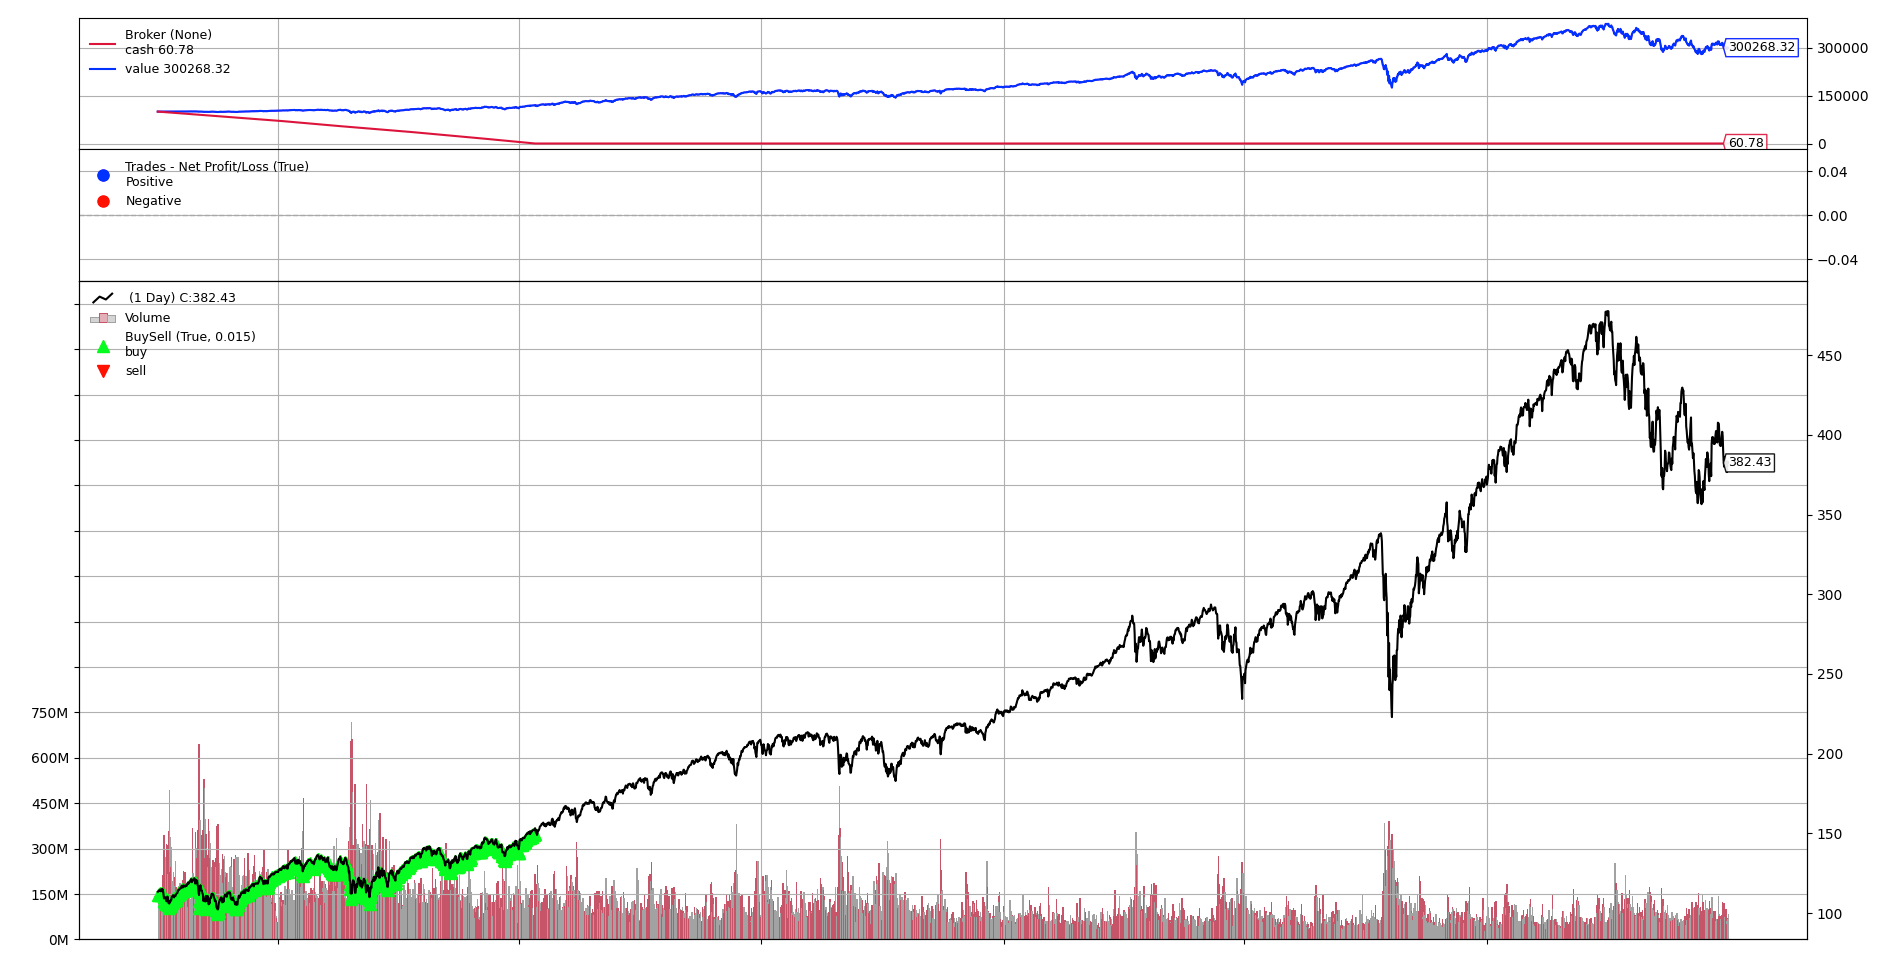 Broker (None)
cash 60.78
value 300268.32
300000
300268.32
150000
0
60.78
Trades - Net Profit/Loss (True)
Positive
Negative
0.04
0.00
−0.04
(1 Day) C:382.43
Volume
BuySell (True, 0.015)
buy
sell
450
400
382.43
350
300
250
200
150
100
750M
600M
450M
300M
150M
0M